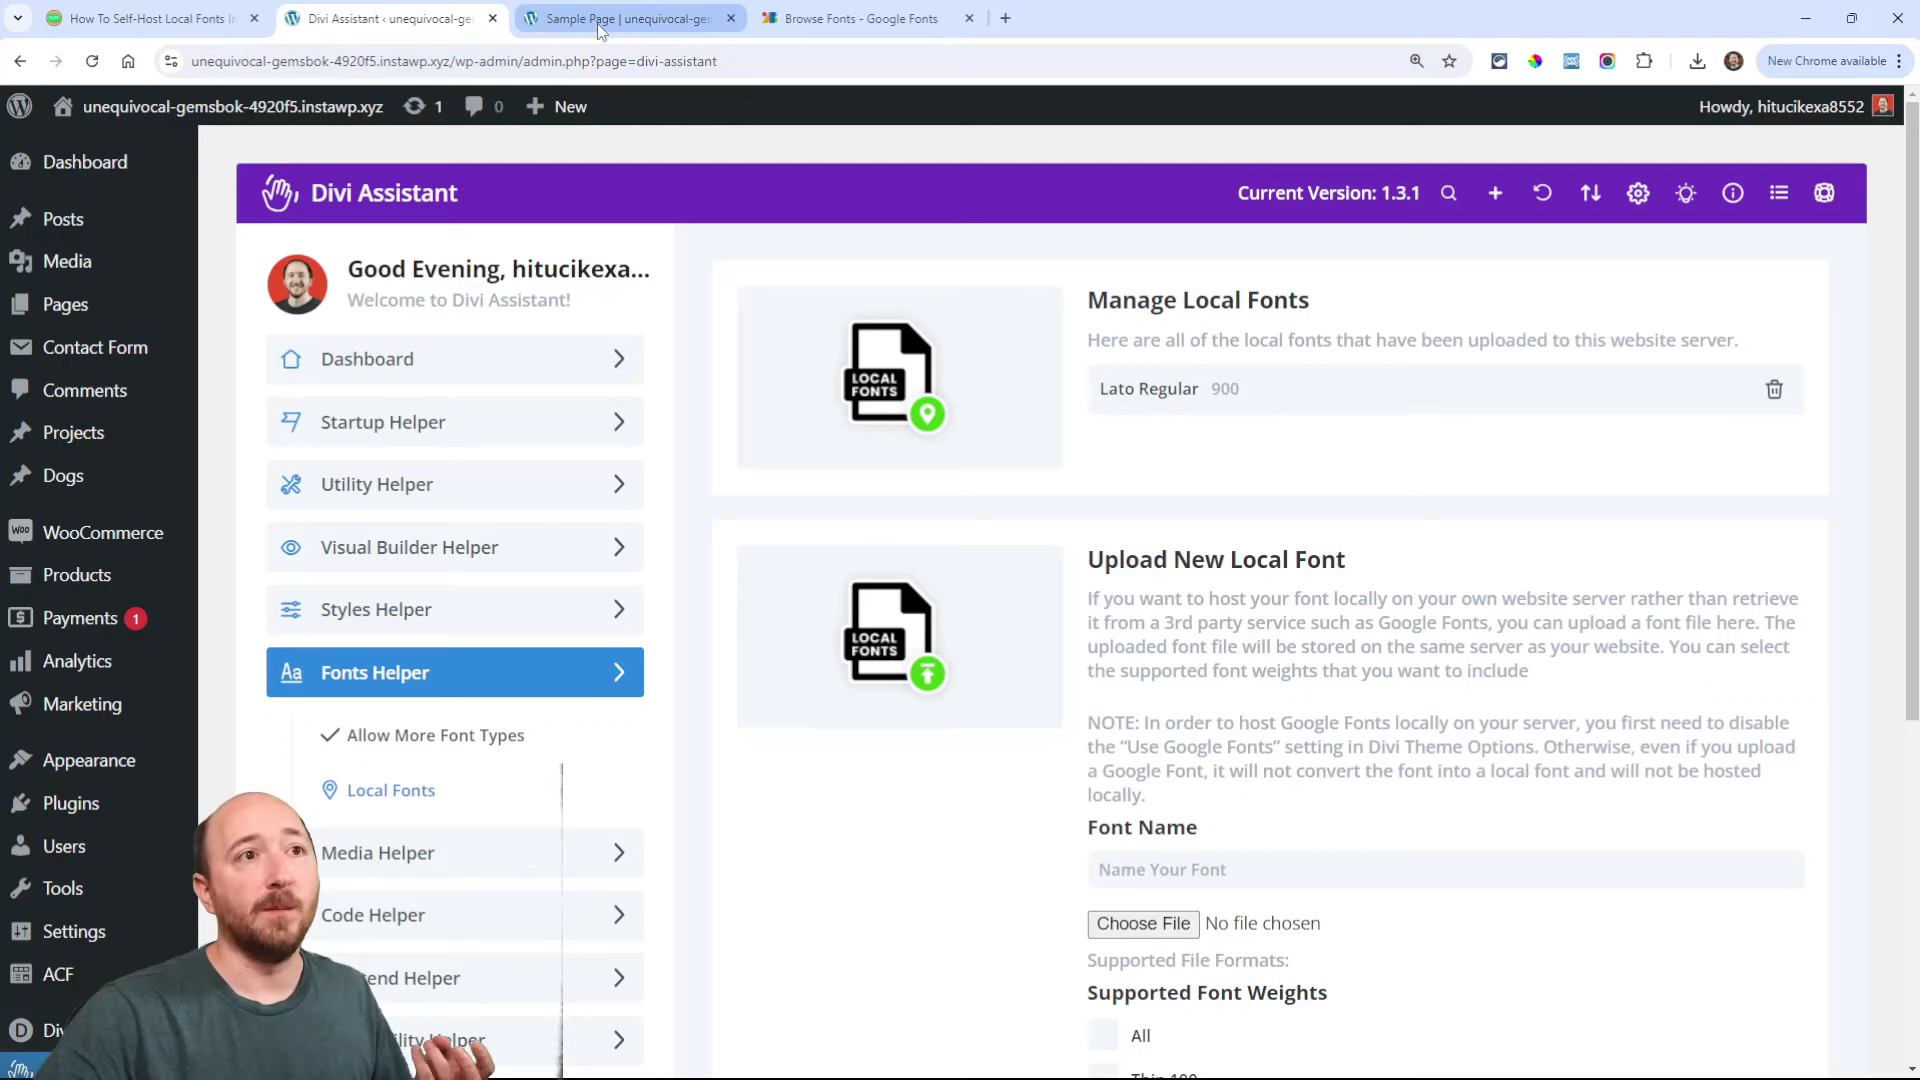 How To Self-Host Local Fonts I
Divi Assistant ‹ unequivocal-ge
Sample Page | unequivocal-gem
Browse Fonts - Google Fonts
unequivocal-gemsbok-4920f5.instawp.xyz/wp-admin/admin.php?page=divi-assistant
New Chrome available
unequivocal-gemsbok-4920f5.instawp.xyz
1
0
New
Howdy, hitucikexa8552
Dashboard
Posts
Media
Pages
Contact Form
Comments
Projects
Dogs
WooCommerce
Products
Payments 1
Analytics
Marketing
Appearance
Plugins
Users
Tools
Settings
ACF
Div
Divi Assistant
Current Version: 1.3.1
Good Evening, hitucikexa...
Welcome to Divi Assistant!
Dashboard
Startup Helper
Utility Helper
Visual Builder Helper
Styles Helper
Aa Fonts Helper
Allow More Font Types
Local Fonts
Media Helper
Code Helper
end Helper
ility Helper
LOCAL
FONTS
Manage Local Fonts
Here are all of the local fonts that have been uploaded to this website server.
Lato Regular 900
LOCAL
FONTS
Upload New Local Font
If you want to host your font locally on your own website server rather than retrieve
it from a 3rd party service such as Google Fonts, you can upload a font file here. The
uploaded font file will be stored on the same server as your website. You can select
the supported font weights that you want to include
NOTE: In order to host Google Fonts locally on your server, you first need to disable
the “Use Google Fonts” setting in Divi Theme Options. Otherwise, even if you upload
a Google Font, it will not convert the font into a local font and will not be hosted
locally.
Font Name
Name Your Font
Choose File No file chosen
Supported File Formats:
Supported Font Weights
All
Thin 100